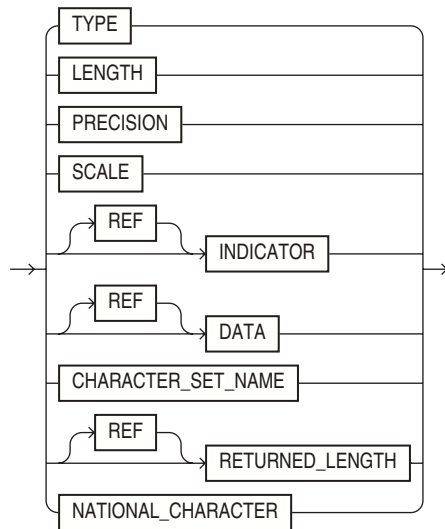 TYPE
LENGTH
PRECISION
SCALE
REF
INDICATOR
REF
DATA
CHARACTER_SET_NAME
REF
RETURNED_LENGTH
NATIONAL_CHARACTER